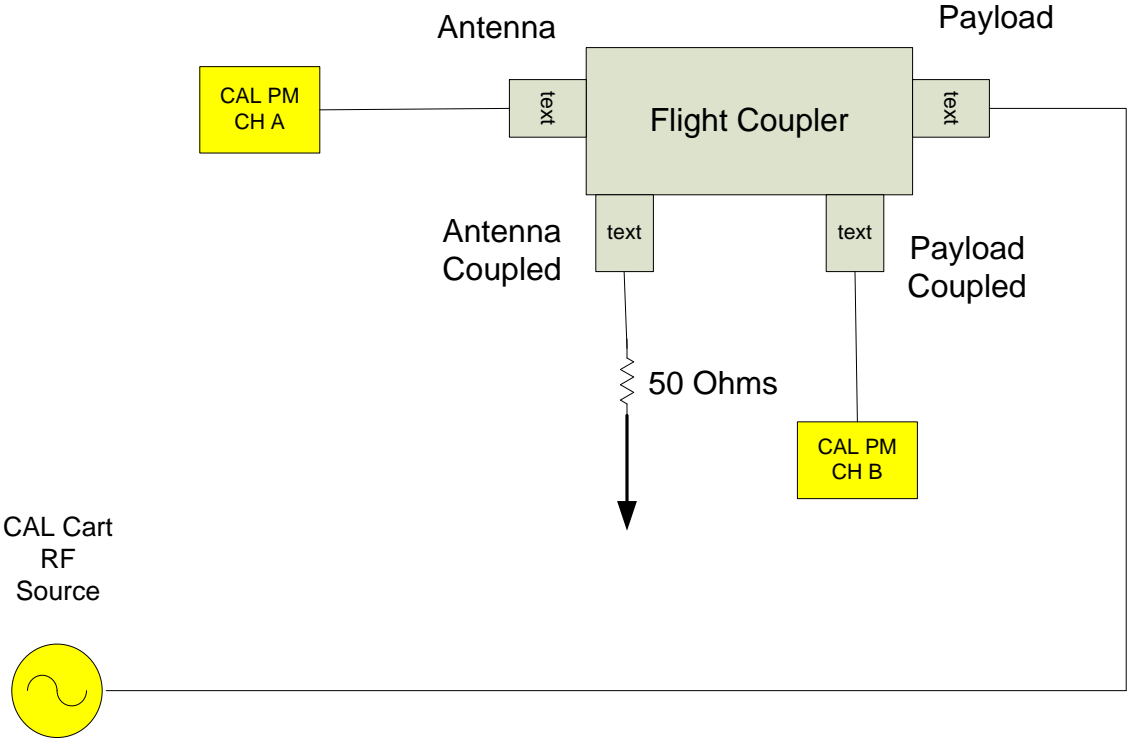 Antenna
Payload
CAL PM
CH A
text
Flight Coupler
text
Antenna
Coupled
text
text
Payload
Coupled
50 Ohms
CAL PM
CH B
CAL Cart
RF
Source